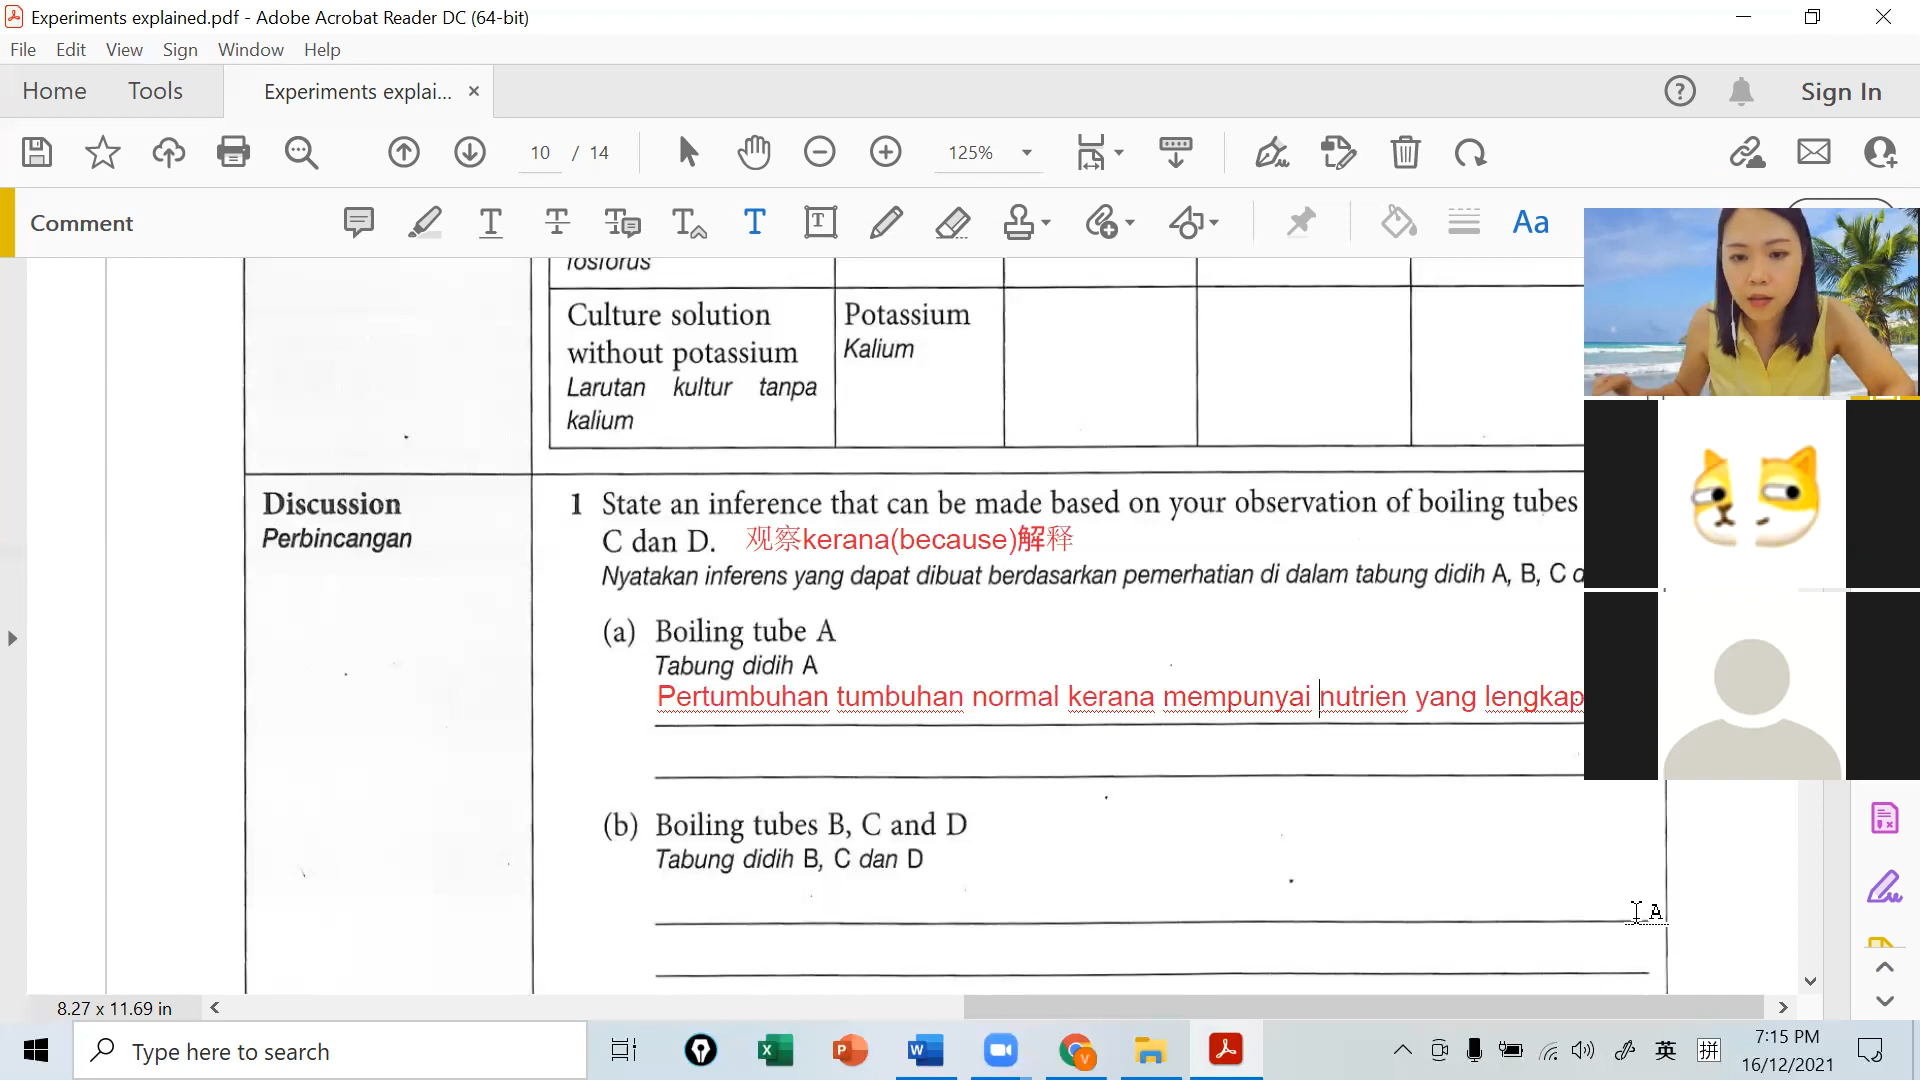 Experiments explained.pdf - Adobe Acrobat Reader DC (64-bit)
File Edit View Sign Window Help
Home Tools Experiments explai... Sign In
10 / 14 125%
Comment Aa
fosforus
Culture solution Potassium
without potassium Kalium
Larutan kultur tanpa
kalium
Discussion
Perbincangan
1 State an inference that can be made based on your observation of boiling tubes
C dan D. 观察kerana(because)解释
Nyatakan inferens yang dapat dibuat berdasarkan pemerhatian di dalam tabung didih A, B, C d
(a) Boiling tube A
Tabung didih A
Pertumbuhan tumbuhan normal kerana mempunyai nutrien yang lengkap
(b) Boiling tubes B, C and D
Tabung didih B, C dan D
8.27 x 11.69 in
Type here to search
英 拼
7:15 PM
16/12/2021